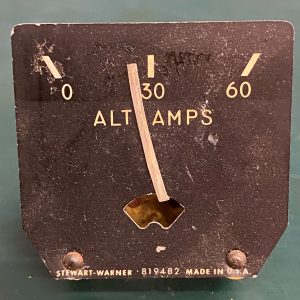 0 30 60
ALT AMPS
STEWART-WARNER 819482 MADE IN U.S.A.